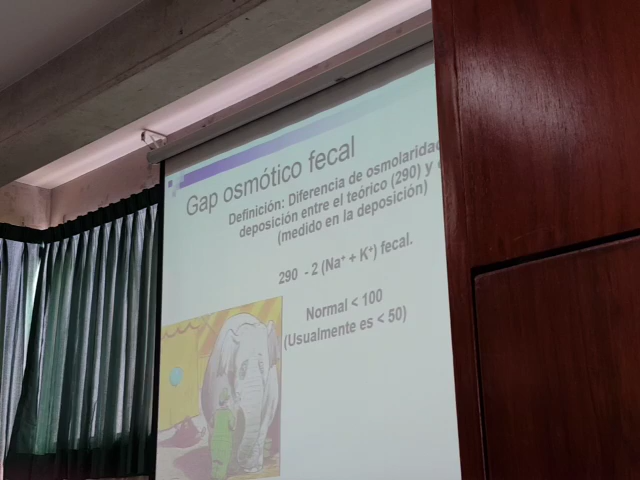 Gap osmótico fecal
Definición: Diferencia de osmolaridad
deposición entre el teórico (290) y
(medido en la deposición)
290 - 2 (Na⁺ + K⁺) fecal.
Normal < 100
(Usualmente es < 50)